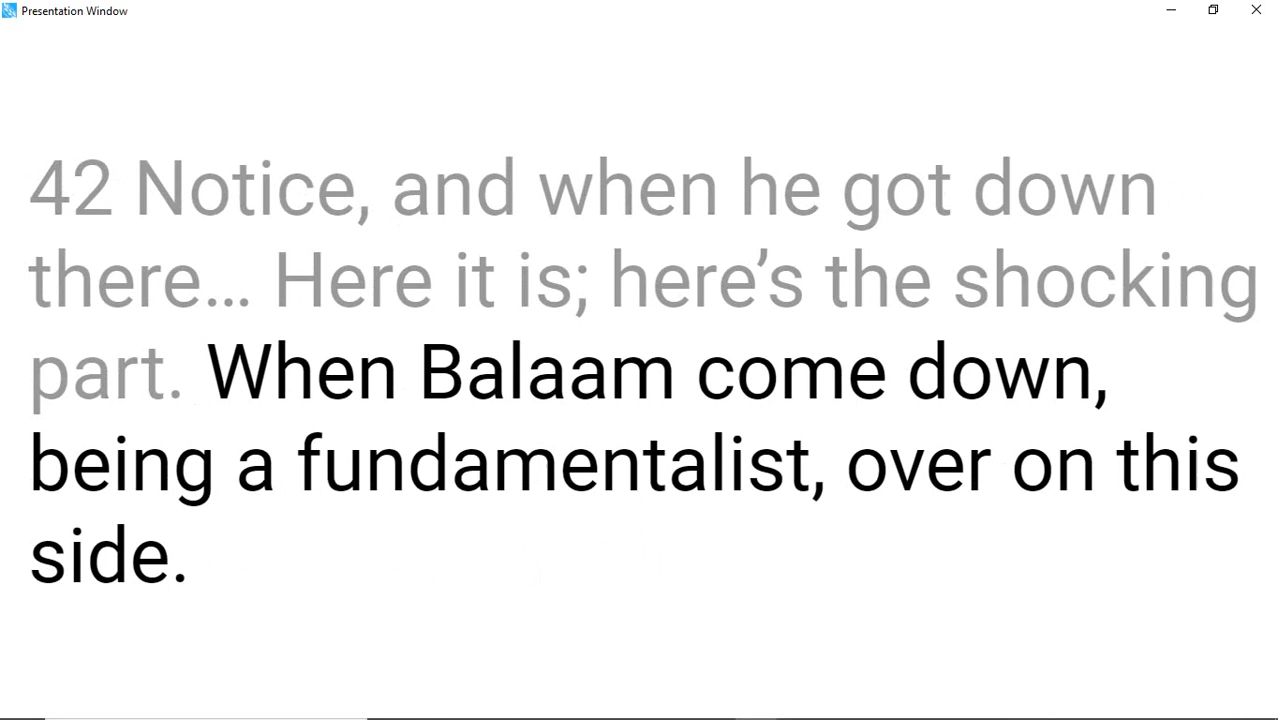 Presentation Window
42 Notice, and when he got down
there… Here it is; here’s the shocking
part. When Balaam come down,
being a fundamentalist, over on this
side.